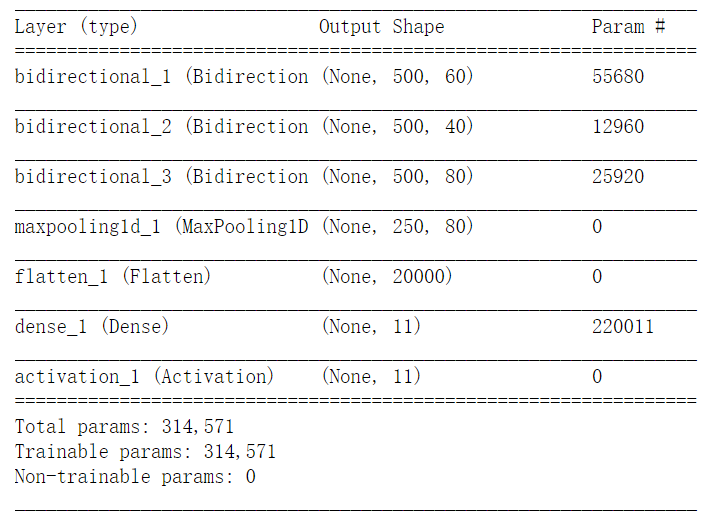 Layer (type) Output Shape Param #
bidirectional_1 (Bidirection (None, 500, 60) 55680
bidirectional_2 (Bidirection (None, 500, 40) 12960
bidirectional_3 (Bidirection (None, 500, 80) 25920
maxpooling1d_1 (MaxPooling1D (None, 250, 80) 0
flatten_1 (Flatten) (None, 20000) 0
dense_1 (Dense) (None, 11) 220011
activation_1 (Activation) (None, 11) 0
Total params: 314,571
Trainable params: 314,571
Non-trainable params: 0